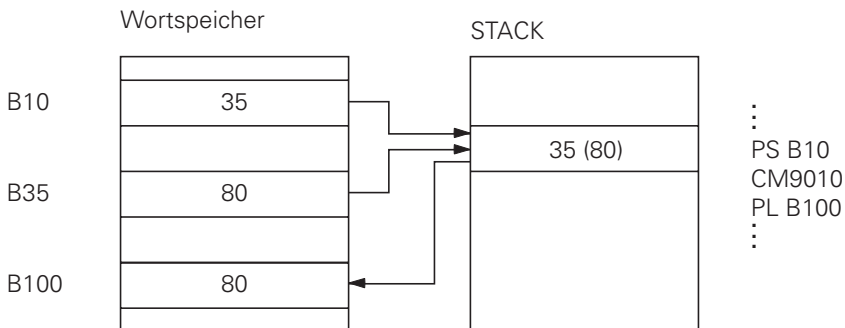 Wortspeicher
STACK
B10
35
35 (80)
PS B10
CM9010
PL B100
B35
80
B100
80